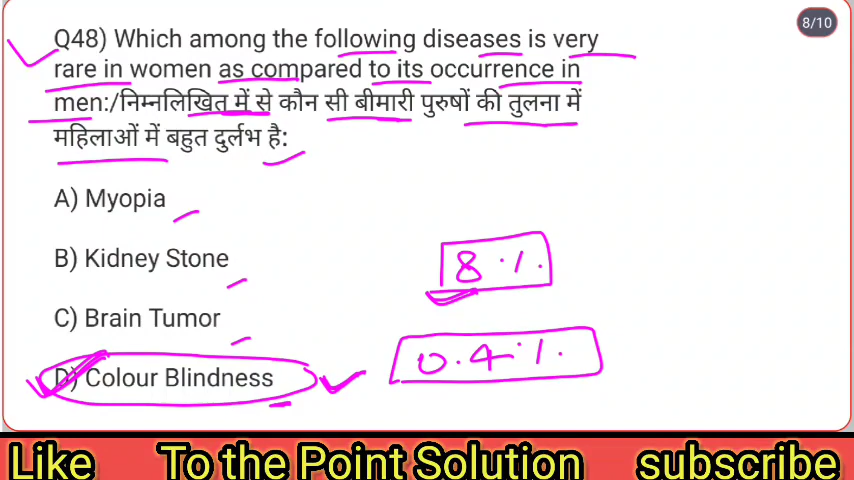 8/10
Q48) Which among the following diseases is very
rare in women as compared to its occurrence in
men:/निम्नलिखित में से कौन सी बीमारी पुरुषों की तुलना में
महिलाओं में बहुत दुर्लभ है:
A) Myopia
B) Kidney Stone
8 %
C) Brain Tumor
0.4 %
D) Colour Blindness
Like To the Point Solution subscribe